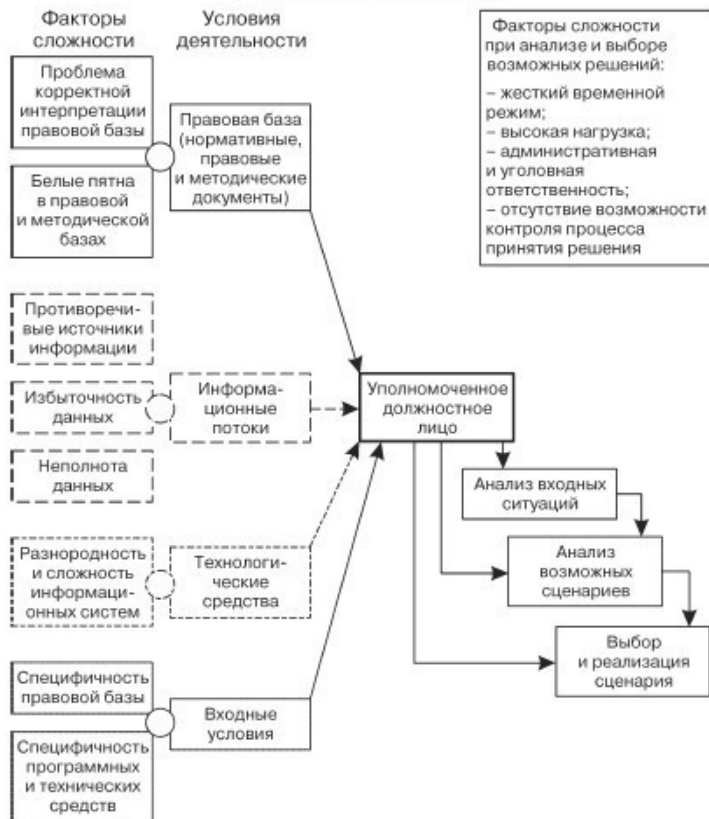 Факторы
сложности
Условия
деятельности
Проблема
корректной
интерпретации
правовой базы
Белые пятна
в правовой
и методической
базах
Правовая база
(нормативные,
правовые
и методические
документы)
Факторы сложности
при анализе и выборе
возможных решений:
– жесткий временной
режим;
– высокая нагрузка;
– административная
и уголовная
ответственность;
– отсутствие возможности
контроля процесса
принятия решения
Противоречи-
вые источники
информации
Избыточность
данных
Неполнота
данных
Информа-
ционные
потоки
Уполномоченное
должностное
лицо
Анализ входных
ситуаций
Анализ
возможных
сценариев
Выбор
и реализация
сценария
Разнородность
и сложность
информаци-
онных систем
Технологи-
ческие
средства
Специфичность
правовой базы
Специфичность
программных
и технических
средств
Входные
условия